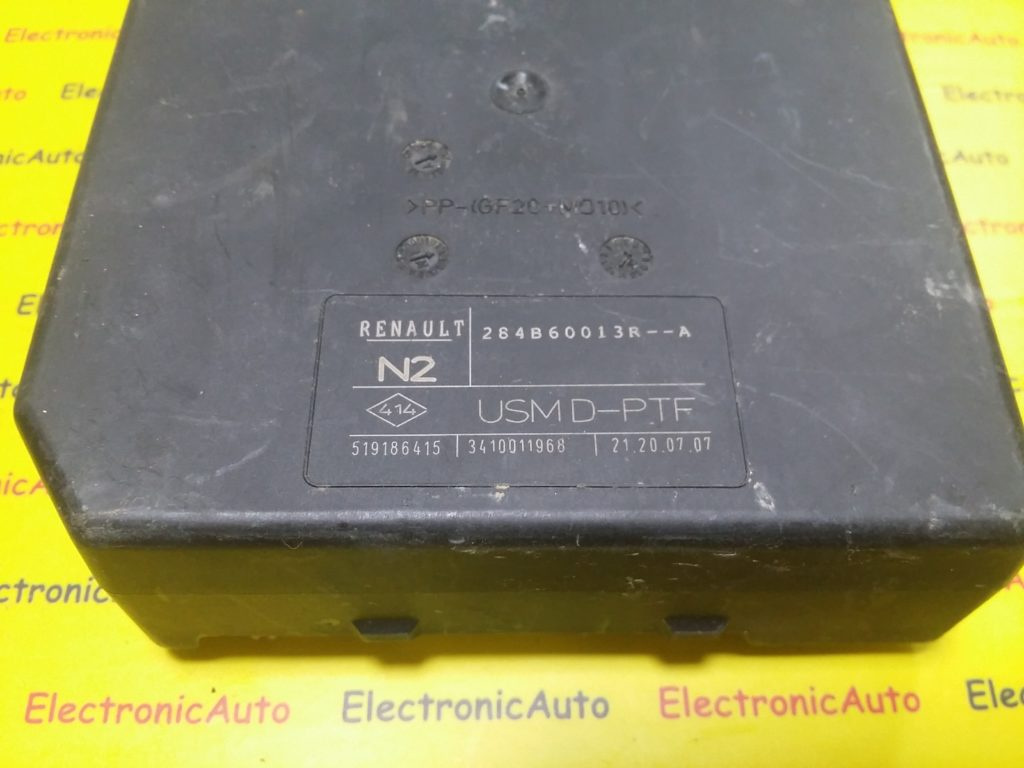 ElectronicAuto
ElectronicAuto
>PP-(GF20+MD10)<
RENAULT 284B60013R--A
N2
414 USM D-PTF
519186415 3410011968 21.20.07.07
ElectronicAuto ElectronicAuto ElectronicAuto